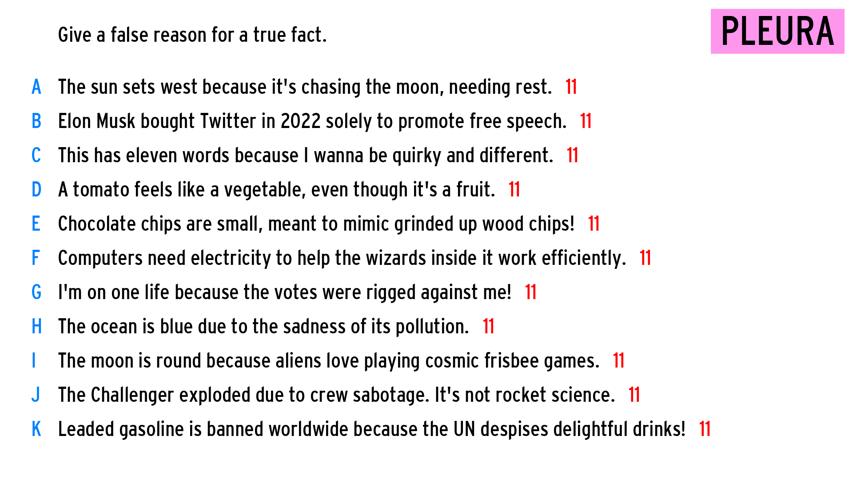 Give a false reason for a true fact.
PLEURA
A The sun sets west because it's chasing the moon, needing rest. 11
B Elon Musk bought Twitter in 2022 solely to promote free speech. 11
C This has eleven words because I wanna be quirky and different. 11
D A tomato feels like a vegetable, even though it's a fruit. 11
E Chocolate chips are small, meant to mimic grinded up wood chips! 11
F Computers need electricity to help the wizards inside it work efficiently. 11
G I'm on one life because the votes were rigged against me! 11
H The ocean is blue due to the sadness of its pollution. 11
I The moon is round because aliens love playing cosmic frisbee games. 11
J The Challenger exploded due to crew sabotage. It's not rocket science. 11
K Leaded gasoline is banned worldwide because the UN despises delightful drinks! 11